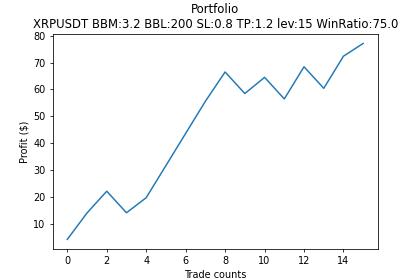 Portfolio
XRPUSDT BBM:3.2 BBL:200 SL:0.8 TP:1.2 lev:15 WinRatio:75.0
80
70
60
50
40
30
20
10
Profit ($)
0 2 4 6 8 10 12 14
Trade counts